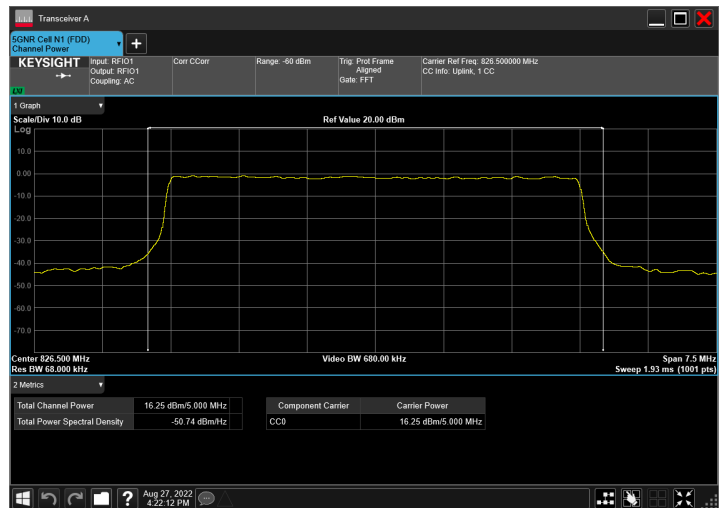 Transceiver A
5GNR Cell N1 (FDD)
Channel Power
KEYSIGHT
LXI
Input: RFIO1
Output: RFIO1
Coupling: AC
Corr CCorr
Range: -60 dBm
Trig: Prot Frame
Aligned
Gate: FFT
Carrier Ref Freq: 826.500000 MHz
CC Info: Uplink, 1 CC
1 Graph
Scale/Div 10.0 dB
Ref Value 20.00 dBm
Log
10.0
0.00
-10.0
-20.0
-30.0
-40.0
-50.0
-60.0
-70.0
Center 826.500 MHz
Res BW 68.000 kHz
Video BW 680.00 kHz
Span 7.5 MHz
Sweep 1.93 ms (1001 pts)
2 Metrics
Total Channel Power 16.25 dBm/5.000 MHz
Total Power Spectral Density -50.74 dBm/Hz
Component Carrier Carrier Power
CC0 16.25 dBm/5.000 MHz
?
Aug 27, 2022
4:22:12 PM